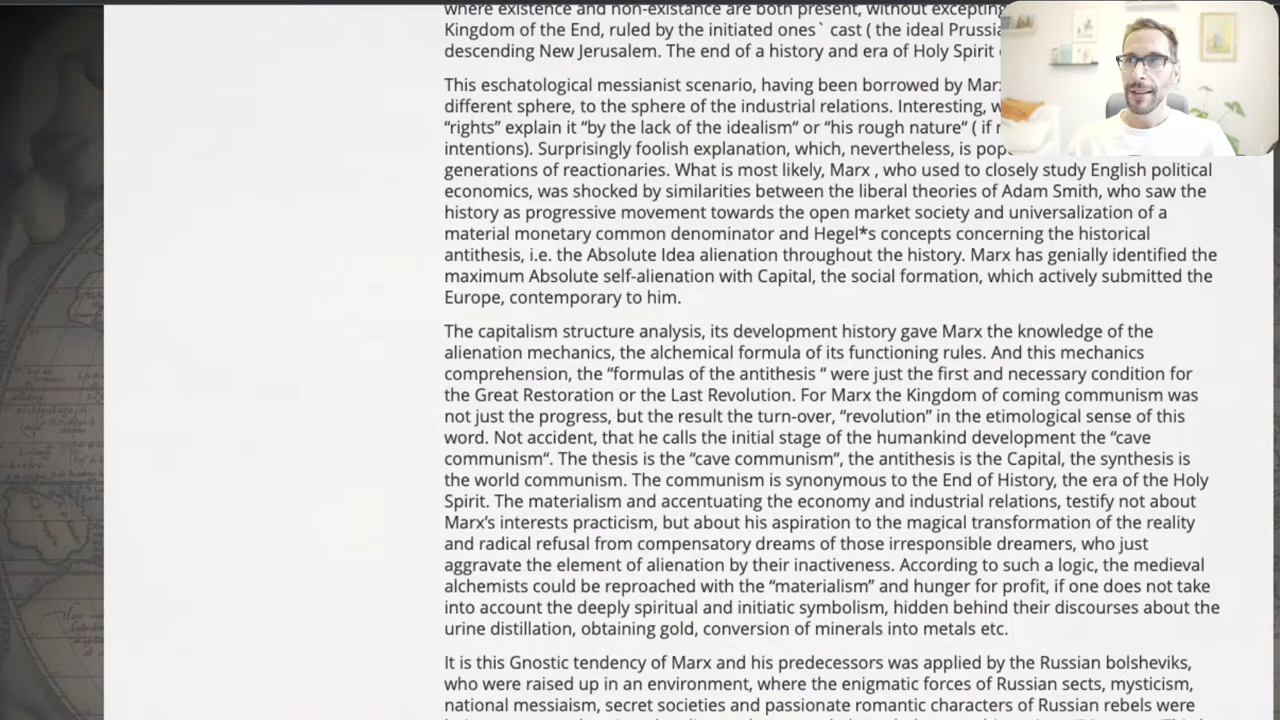 where existence and non-existance are both present, without excepting
Kingdom of the End, ruled by the initiated ones` cast ( the ideal Prussia
descending New Jerusalem. The end of a history and era of Holy Spirit
This eschatological messianist scenario, having been borrowed by Mar
different sphere, to the sphere of the industrial relations. Interesting, w
“rights” explain it “by the lack of the idealism“ or “his rough nature“ ( if
intentions). Surprisingly foolish explanation, which, nevertheless, is pop
generations of reactionaries. What is most likely, Marx , who used to closely study English political
economics, was shocked by similarities between the liberal theories of Adam Smith, who saw the
history as progressive movement towards the open market society and universalization of a
material monetary common denominator and Hegel*s concepts concerning the historical
antithesis, i.e. the Absolute Idea alienation throughout the history. Marx has genially identified the
maximum Absolute self-alienation with Capital, the social formation, which actively submitted the
Europe, contemporary to him.
The capitalism structure analysis, its development history gave Marx the knowledge of the
alienation mechanics, the alchemical formula of its functioning rules. And this mechanics
comprehension, the “formulas of the antithesis “ were just the first and necessary condition for
the Great Restoration or the Last Revolution. For Marx the Kingdom of coming communism was
not just the progress, but the result the turn-over, “revolution” in the etimological sense of this
word. Not accident, that he calls the initial stage of the humankind development the “cave
communism“. The thesis is the “cave communism“, the antithesis is the Capital, the synthesis is
the world communism. The communism is synonymous to the End of History, the era of the Holy
Spirit. The materialism and accentuating the economy and industrial relations, testify not about
Marx’s interests practicism, but about his aspiration to the magical transformation of the reality
and radical refusal from compensatory dreams of those irresponsible dreamers, who just
aggravate the element of alienation by their inactiveness. According to such a logic, the medieval
alchemists could be reproached with the “materialism” and hunger for profit, if one does not take
into account the deeply spiritual and initiatic symbolism, hidden behind their discourses about the
urine distillation, obtaining gold, conversion of minerals into metals etc.
It is this Gnostic tendency of Marx and his predecessors was applied by the Russian bolsheviks,
who were raised up in an environment, where the enigmatic forces of Russian sects, mysticism,
national messiaism, secret societies and passionate romantic characters of Russian rebels were